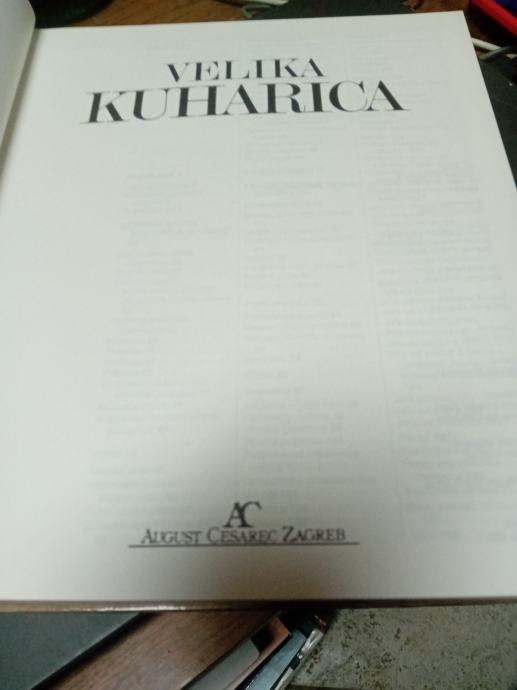 VELIKA
KUHARICA
AC
AUGUST CESAREC ZAGREB